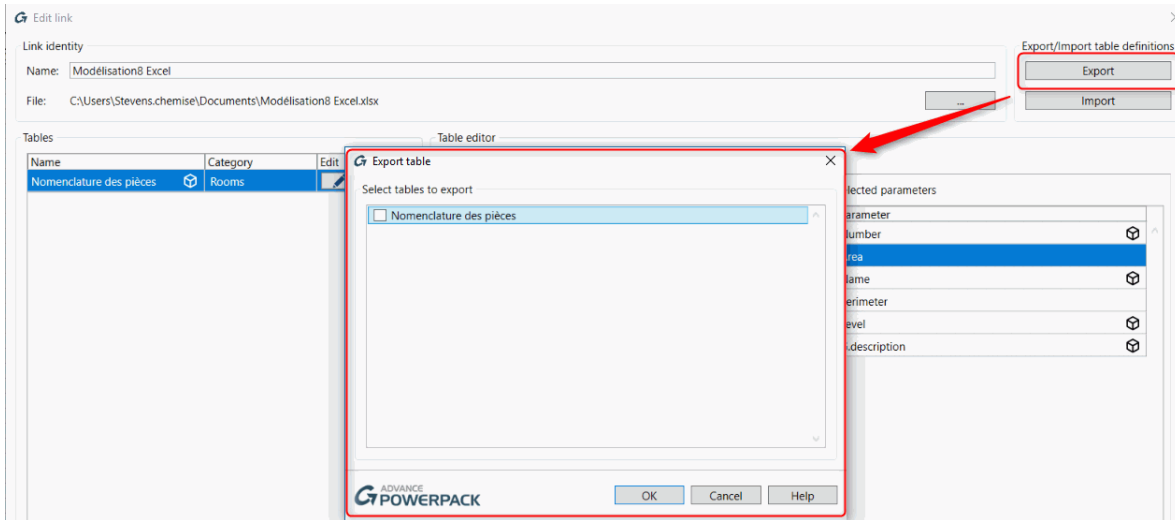 Edit link
Link identity
Export/Import table definitions
Name: Modélisation8 Excel
Export
File: C:\Users\Stevens.chemise\Documents\Modélisation8 Excel.xlsx
...
Import
Tables
Table editor
Name Category Edit
Nomenclature des pièces Rooms
Export table
Select tables to export
Nomenclature des pièces
lected parameters
arameter
lumber
rea
lame
erimeter
evel
.description
ADVANCE
POWERPACK
OK Cancel Help